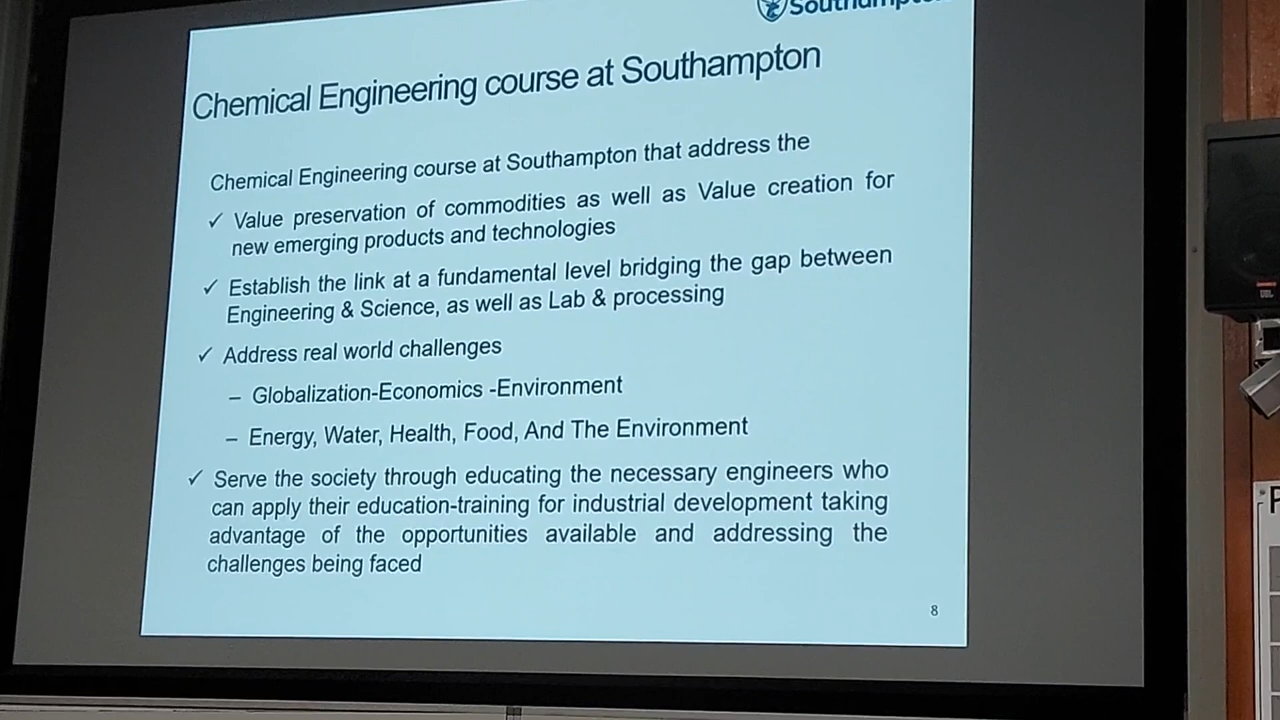 Southampton
Chemical Engineering course at Southampton
Chemical Engineering course at Southampton that address the
✓ Value preservation of commodities as well as Value creation for
new emerging products and technologies
✓ Establish the link at a fundamental level bridging the gap between
Engineering & Science, as well as Lab & processing
✓ Address real world challenges
– Globalization-Economics -Environment
– Energy, Water, Health, Food, And The Environment
✓ Serve the society through educating the necessary engineers who
can apply their education-training for industrial development taking
advantage of the opportunities available and addressing the
challenges being faced
8
JBL